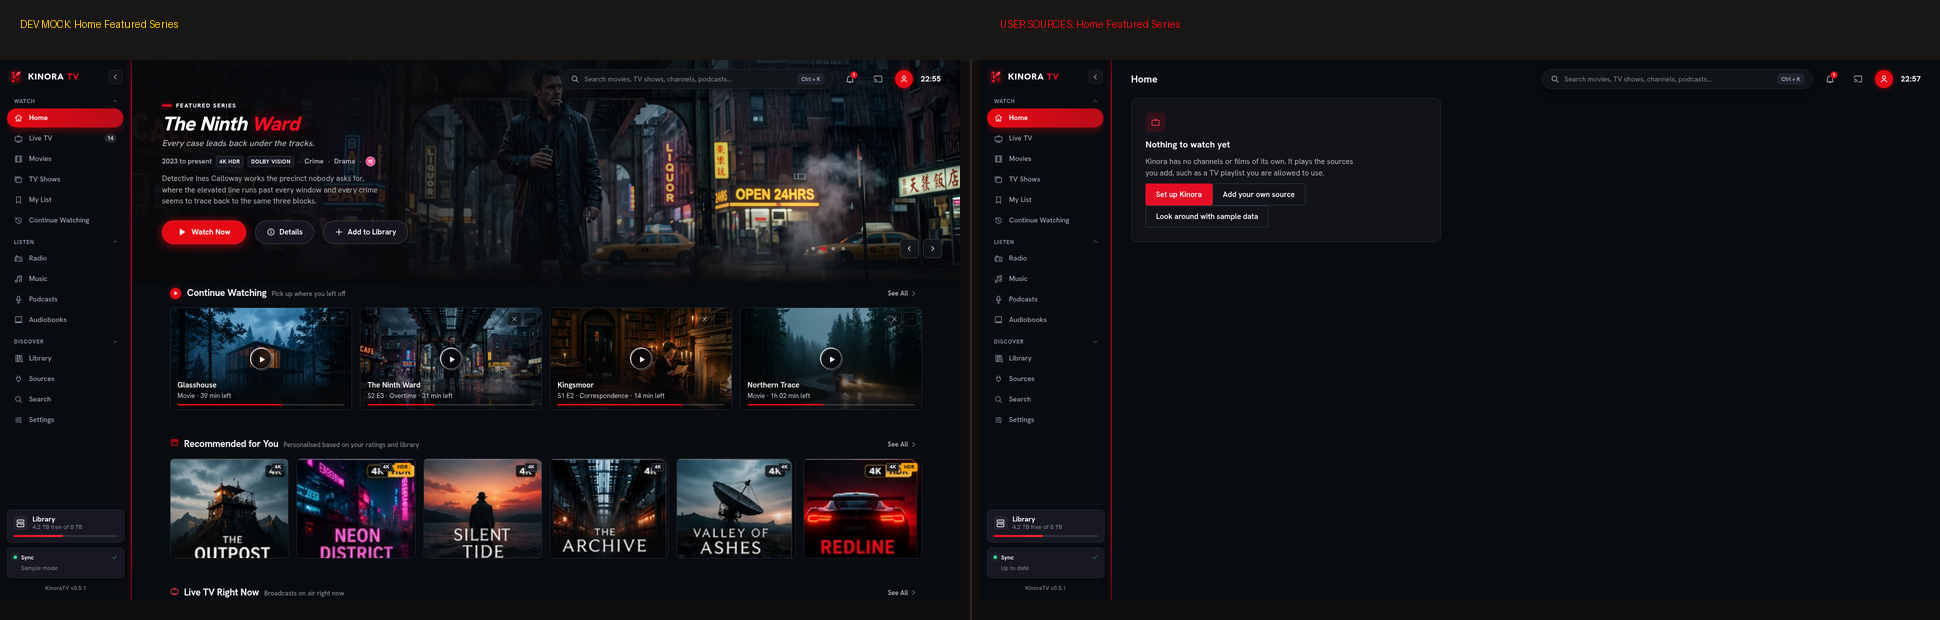 DEV MOCK: Home Featured Series
KINORA TV
WATCH
Home
Live TV
14
Movies
TV Shows
My List
Continue Watching
LISTEN
Radio
Music
Podcasts
Audiobooks
DISCOVER
Library
Sources
Search
Settings
Library
4.2 TB free of 8 TB
Sync
Sample mode
KinoraTV v0.5.1
Search movies, TV shows, channels, podcasts...
Ctrl + K
22:55
FEATURED SERIES
The Ninth Ward
Every case leads back under the tracks.
2023 to present 4K HDR DOLBY VISION · Crime · Drama · 15
Detective Ines Calloway works the precinct nobody asks for,
where the elevated line runs past every window and every crime
seems to trace back to the same three blocks.
Watch Now
Details
Add to Library
BAR
LIQUOR
LIQUOR
OPEN 24HRS
Continue Watching Pick up where you left off
See All
Glasshouse
Movie · 39 min left
The Ninth Ward
S2 E3 · Overtime · 31 min left
Kingsmoor
S1 E2 · Correspondence · 14 min left
Northern Trace
Movie · 1h 02 min left
Recommended for You Personalised based on your ratings and library
See All
4K
THE
OUTPOST
4K HDR
NEON
DISTRICT
4K
SILENT
TIDE
4K
THE
ARCHIVE
4K
VALLEY OF
ASHES
4K HDR
REDLINE
Live TV Right Now Broadcasts on air right now
See All
USER SOURCES: Home Featured Series
KINORA TV
WATCH
Home
Live TV
Movies
TV Shows
My List
Continue Watching
LISTEN
Radio
Music
Podcasts
Audiobooks
DISCOVER
Library
Sources
Search
Settings
Library
4.2 TB free of 8 TB
Sync
Up to date
KinoraTV v0.5.1
Home
Search movies, TV shows, channels, podcasts...
Ctrl + K
22:57
Nothing to watch yet
Kinora has no channels or films of its own. It plays the sources
you add, such as a TV playlist you are allowed to use.
Set up Kinora
Add your own source
Look around with sample data